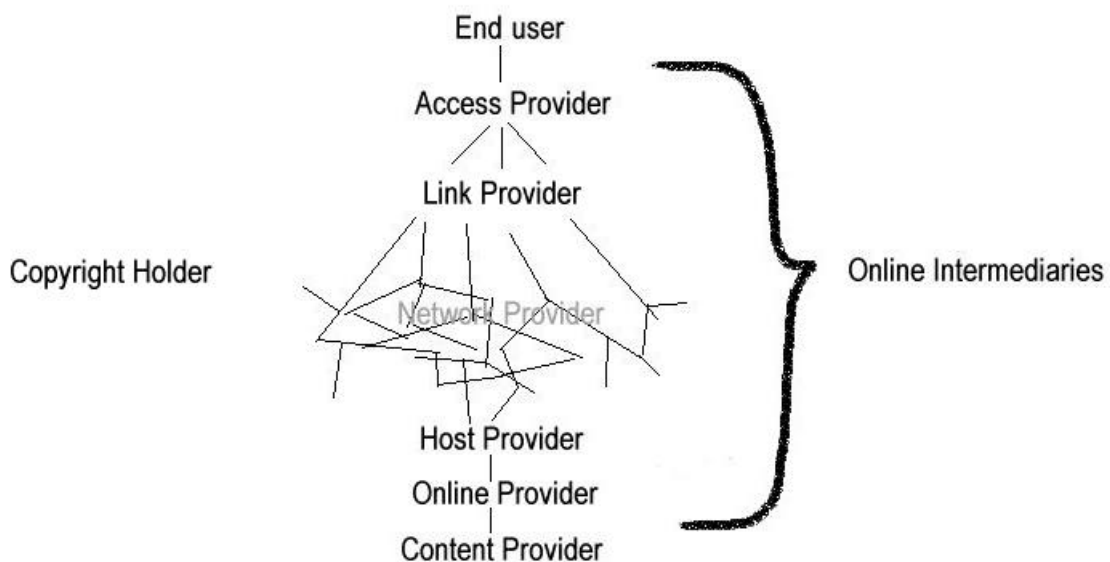 End user
Access Provider
Link Provider
Copyright Holder
Online Intermediaries
Network Provider
Host Provider
Online Provider
Content Provider